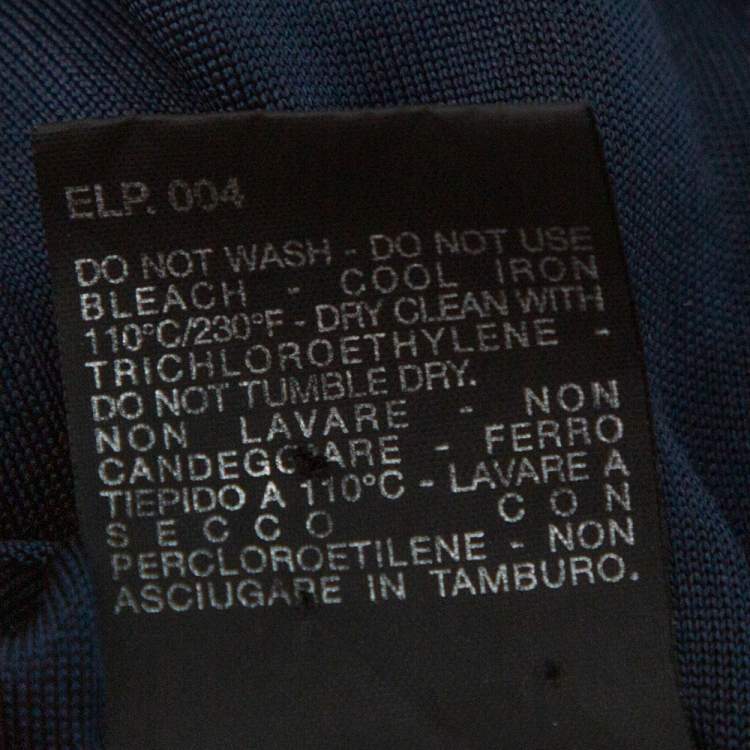 ELP. 004
DO NOT WASH - DO NOT USE
BLEACH - COOL IRON
110°C/230°F - DRY CLEAN WITH
TRICHLOROETHYLENE -
DO NOT TUMBLE DRY.
NON LAVARE - NON
CANDEGGIARE - FERRO
TIEPIDO A 110°C - LAVARE A
SECCO CON
PERCLOROETILENE - NON
ASCIUGARE IN TAMBURO.